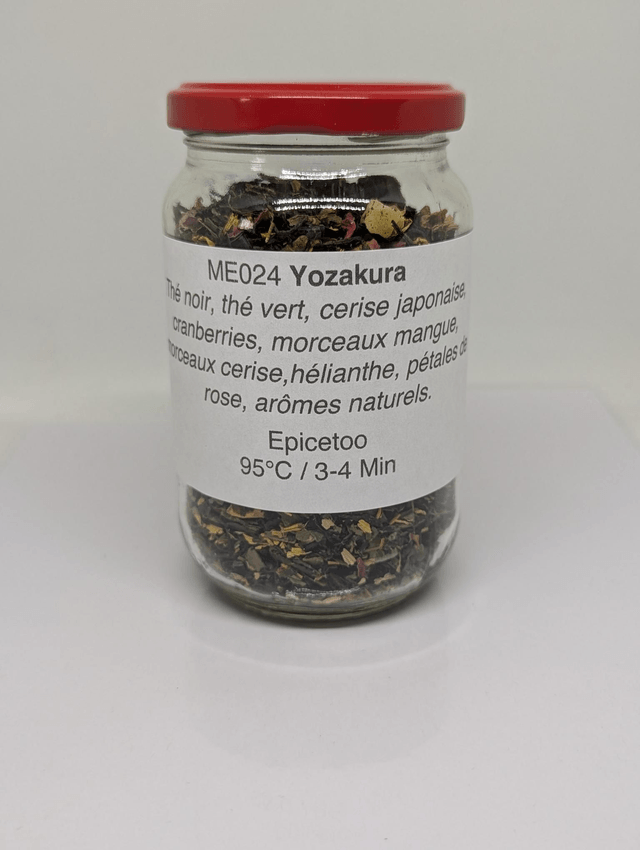 ME024 Yozakura
Thé noir, thé vert, cerise japonaise,
cranberries, morceaux mangue,
morceaux cerise,hélianthe, pétales de
rose, arômes naturels.
Epicetoo
95°C / 3-4 Min